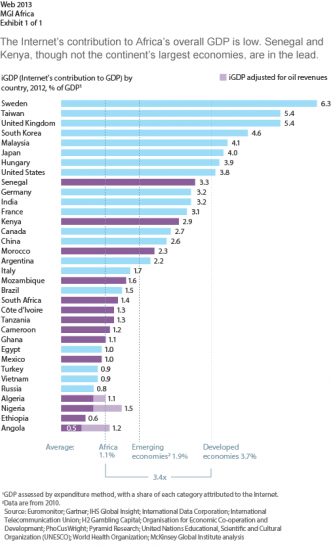 Web 2013
MGI Africa
Exhibit 1 of 1
The Internet's contribution to Africa's overall GDP is low. Senegal and
Kenya, though not the continent's largest economies, are in the lead.
iGDP (Internet's contribution to GDP) by
country, 2012, % of GDP¹
iGDP adjusted for oil revenues
Sweden 6.3
Taiwan 5.4
United Kingdom 5.4
South Korea 4.6
Malaysia 4.1
Japan 4.0
Hungary 3.9
United States 3.8
Senegal 3.3
Germany 3.2
India 3.2
France 3.1
Kenya 2.9
Canada 2.7
China 2.6
Morocco 2.3
Argentina 2.2
Italy 1.7
Mozambique 1.6
Brazil 1.5
South Africa 1.4
Côte d'Ivoire 1.3
Tanzania 1.3
Cameroon 1.2
Ghana 1.1
Egypt 1.0
Mexico 1.0
Turkey 0.9
Vietnam 0.9
Russia 0.8
Algeria 1.1
Nigeria 1.5
Ethiopia 0.6
Angola 0.5 1.2
Average: Africa Emerging Developed
1.1% economies² 1.9% economies 3.7%
3.4x
¹GDP assessed by expenditure method, with a share of each category attributed to the Internet.
²Data are from 2010.
Source: Euromonitor; Gartner; IHS Global Insight; International Data Corporation; International
Telecommunication Union; H2 Gambling Capital; Organisation for Economic Co-operation and
Development; PhoCusWright; Pyramid Research; United Nations Educational, Scientific and Cultural
Organization (UNESCO); World Health Organization; McKinsey Global Institute analysis